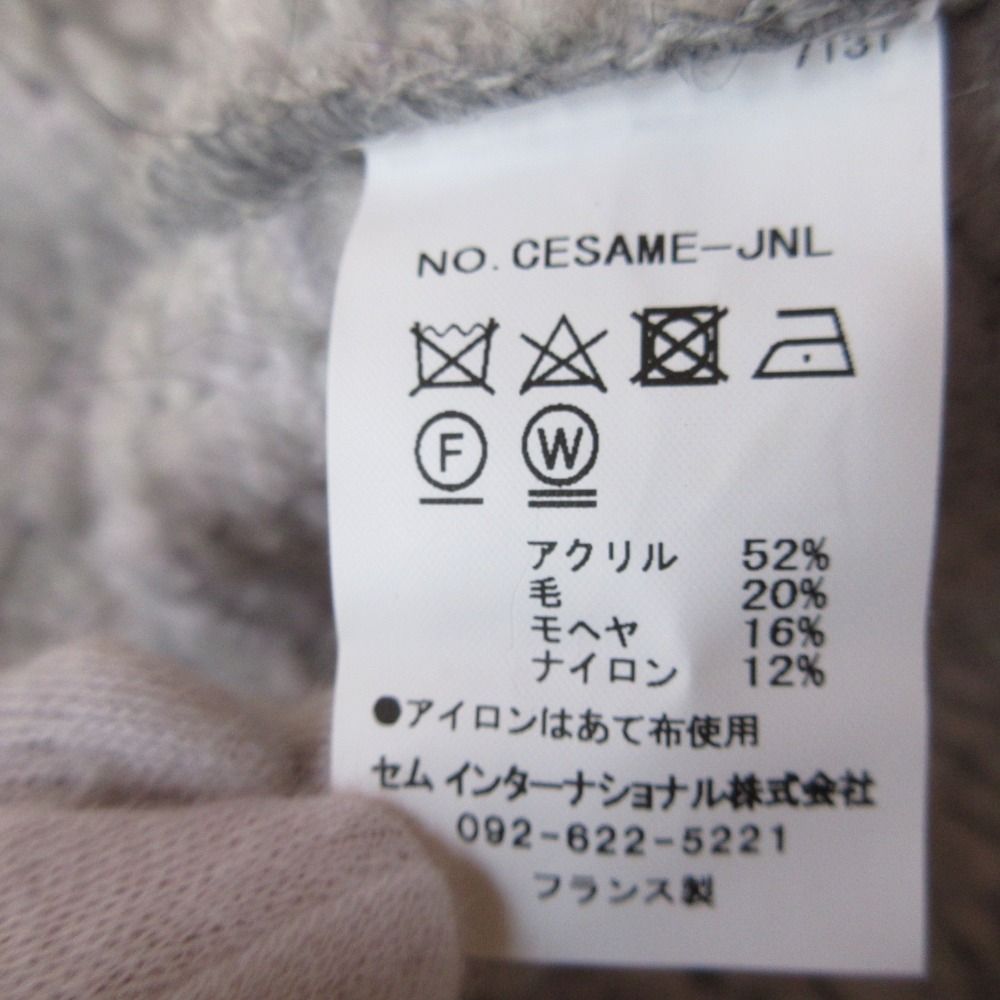 NO. CESAME-JNL
F W
アクリル 52%
毛 20%
モヘヤ 16%
ナイロン 12%
●アイロンはあて布使用
セム インターナショナル株式会社
092-622-5221
フランス製